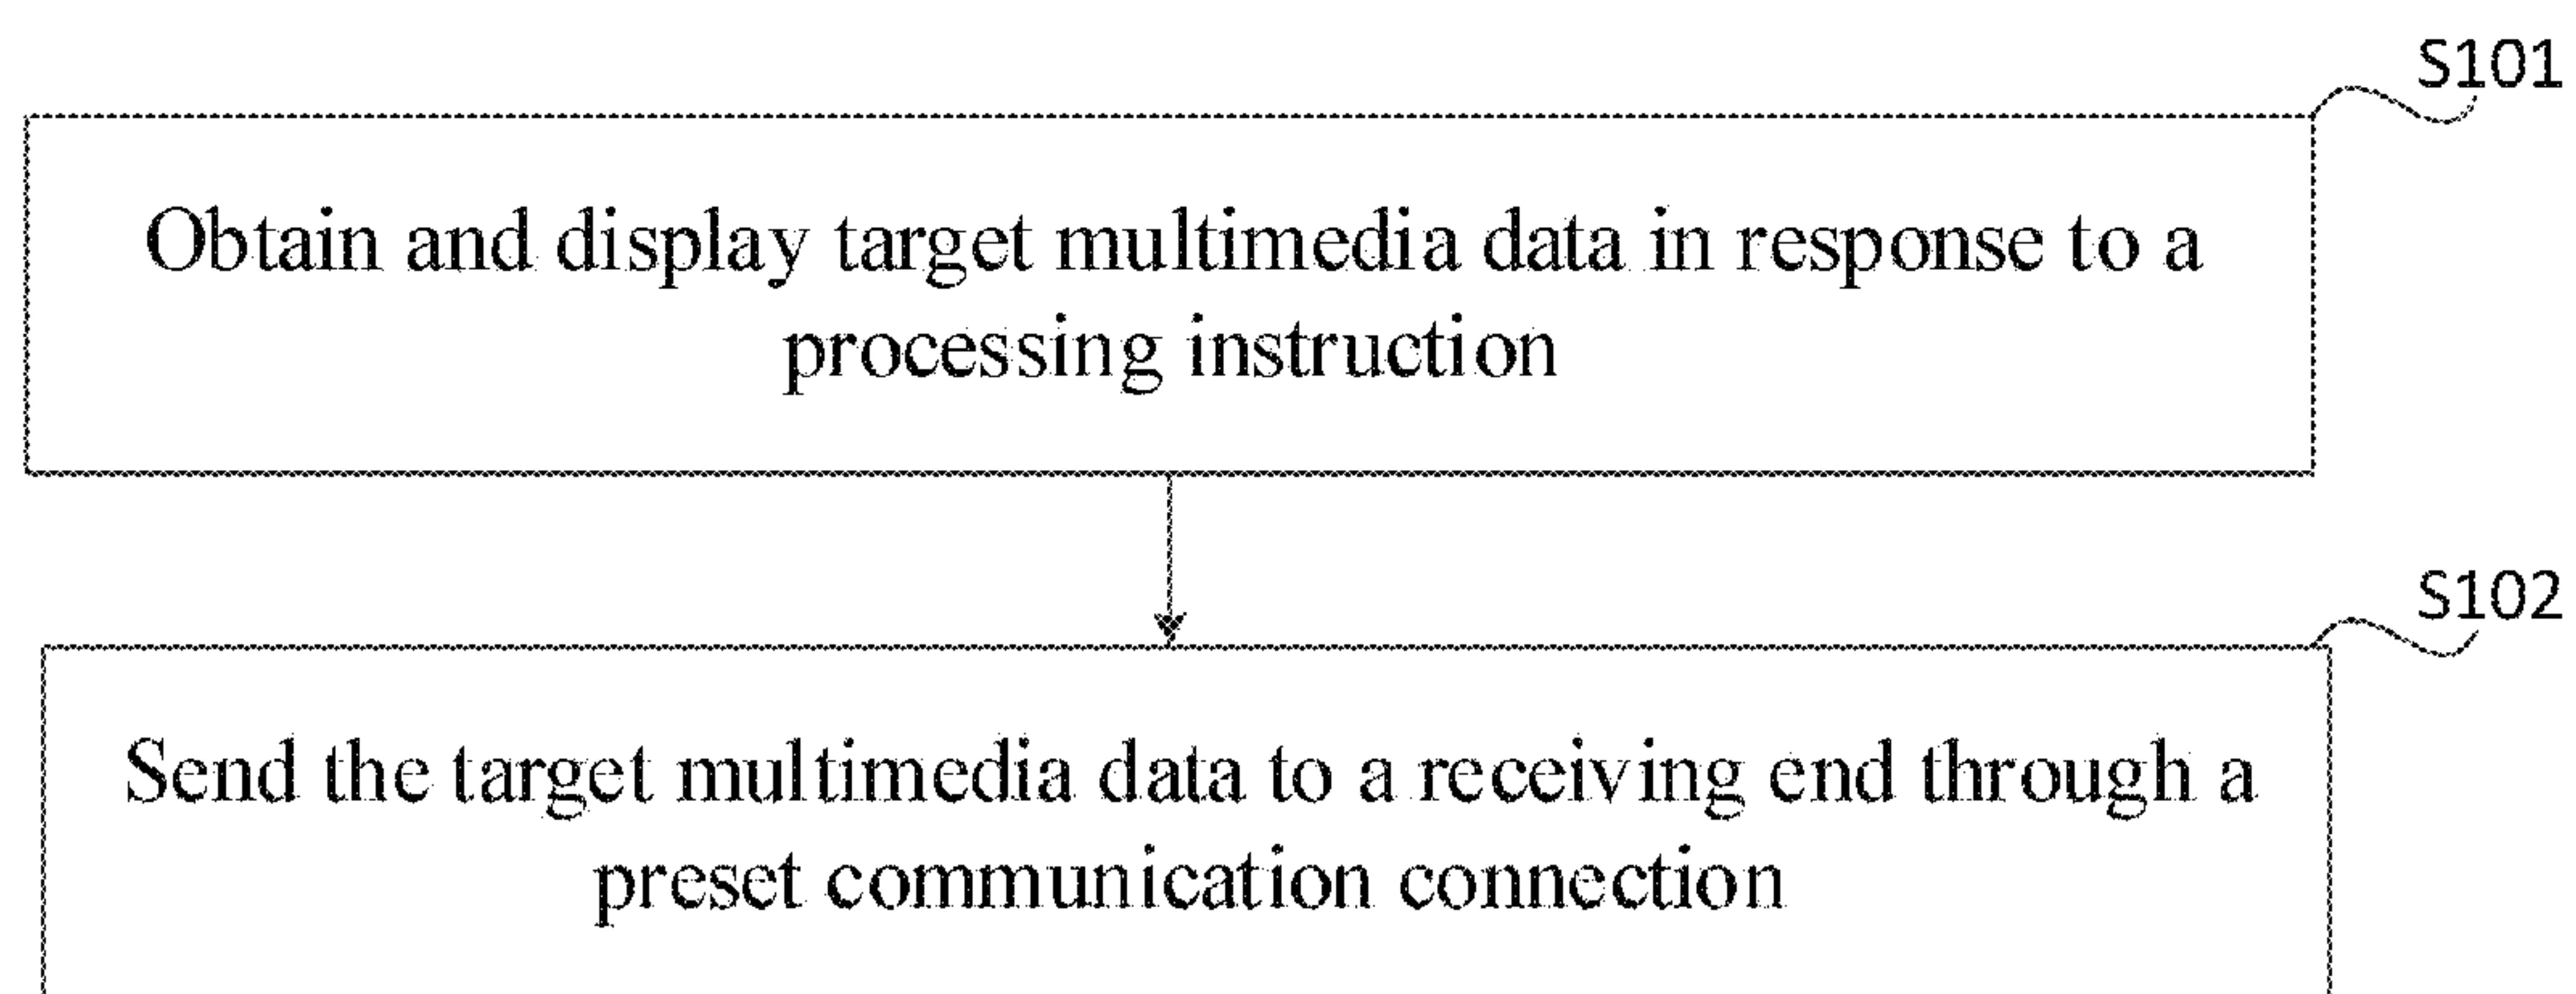 S101
Obtain and display target multimedia data in response to a
processing instruction
S102
Send the target multimedia data to a receiving end through a
preset communication connection